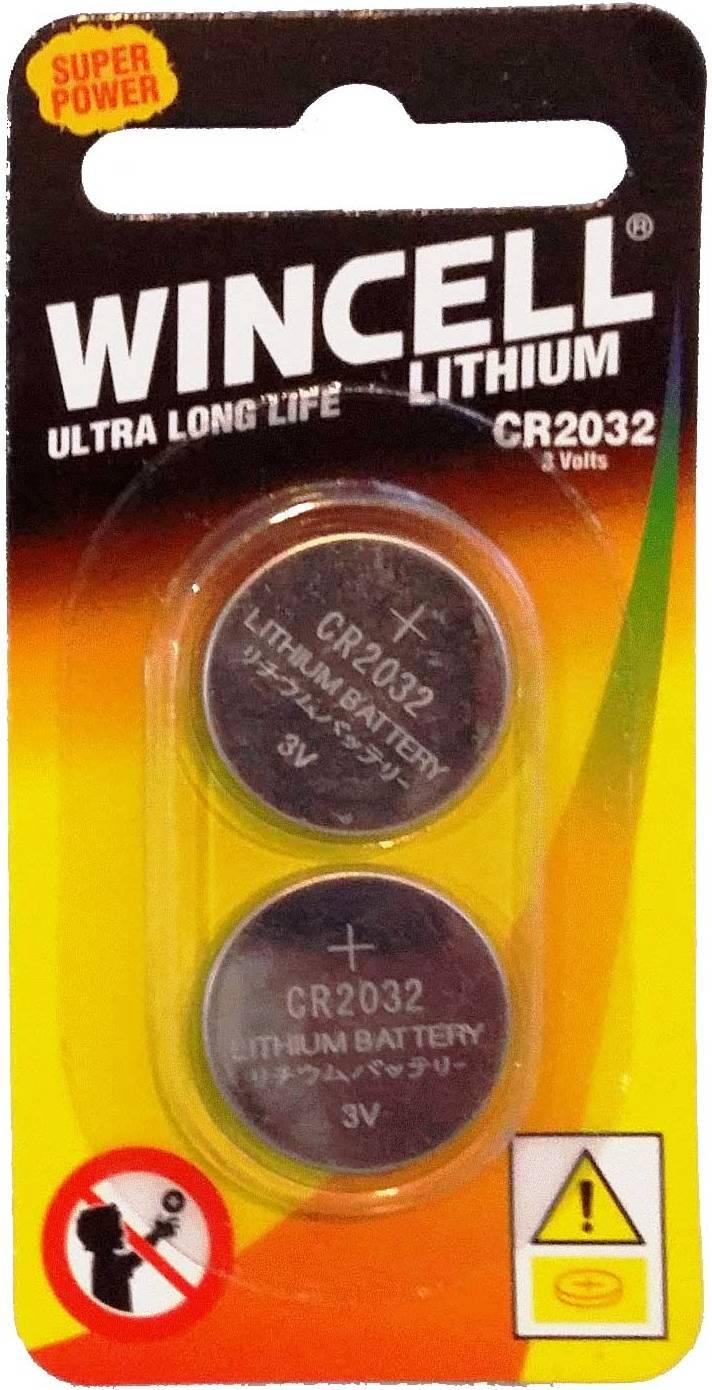 SUPER
POWER
WINCELL®
LITHIUM
ULTRA LONG LIFE
CR2032
3 Volts
+
CR2032
LITHIUM BATTERY
リチウムバッテリー
3V
+
CR2032
LITHIUM BATTERY
リチウムバッテリー
3V
!
+